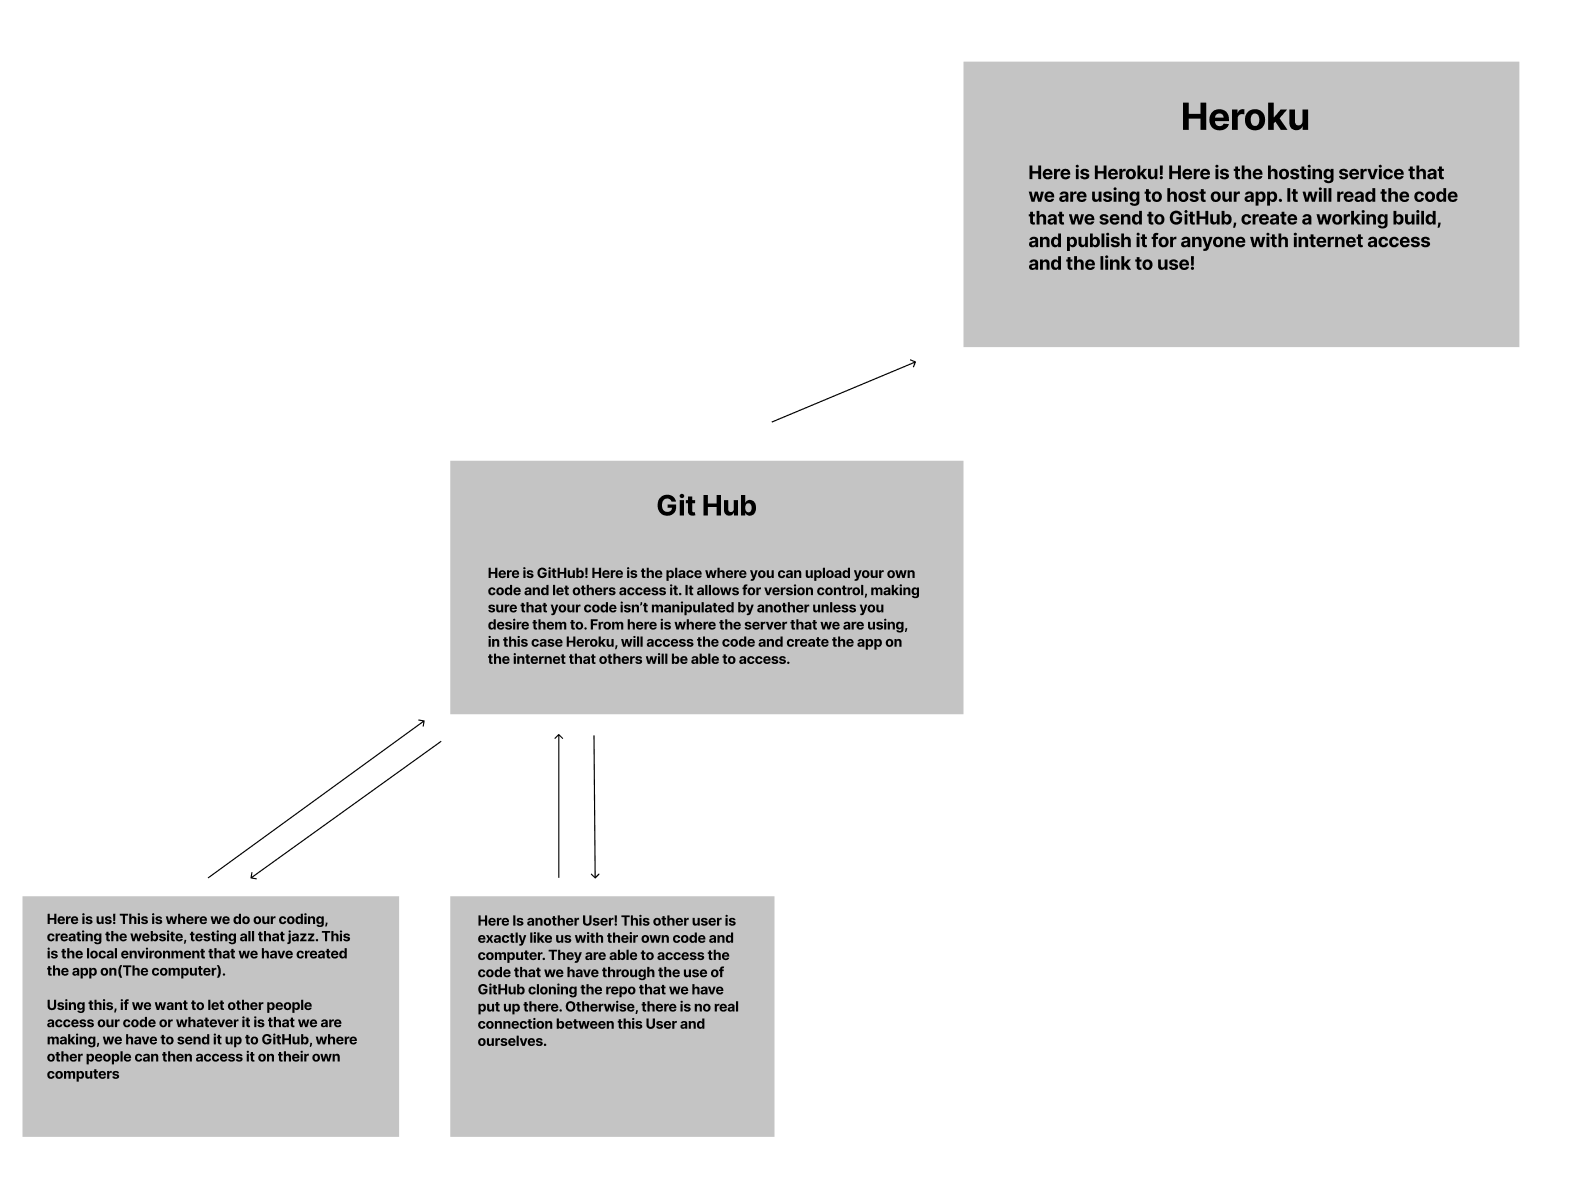 Heroku
Here is Heroku! Here is the hosting service that
we are using to host our app. It will read the code
that we send to GitHub, create a working build,
and publish it for anyone with internet access
and the link to use!
Git Hub
Here is GitHub! Here is the place where you can upload your own
code and let others access it. It allows for version control, making
sure that your code isn’t manipulated by another unless you
desire them to. From here is where the server that we are using,
in this case Heroku, will access the code and create the app on
the internet that others will be able to access.
Here is us! This is where we do our coding,
creating the website, testing all that jazz. This
is the local environment that we have created
the app on(The computer).
Using this, if we want to let other people
access our code or whatever it is that we are
making, we have to send it up to GitHub, where
other people can then access it on their own
computers
Here Is another User! This other user is
exactly like us with their own code and
computer. They are able to access the
code that we have through the use of
GitHub cloning the repo that we have
put up there. Otherwise, there is no real
connection between this User and
ourselves.